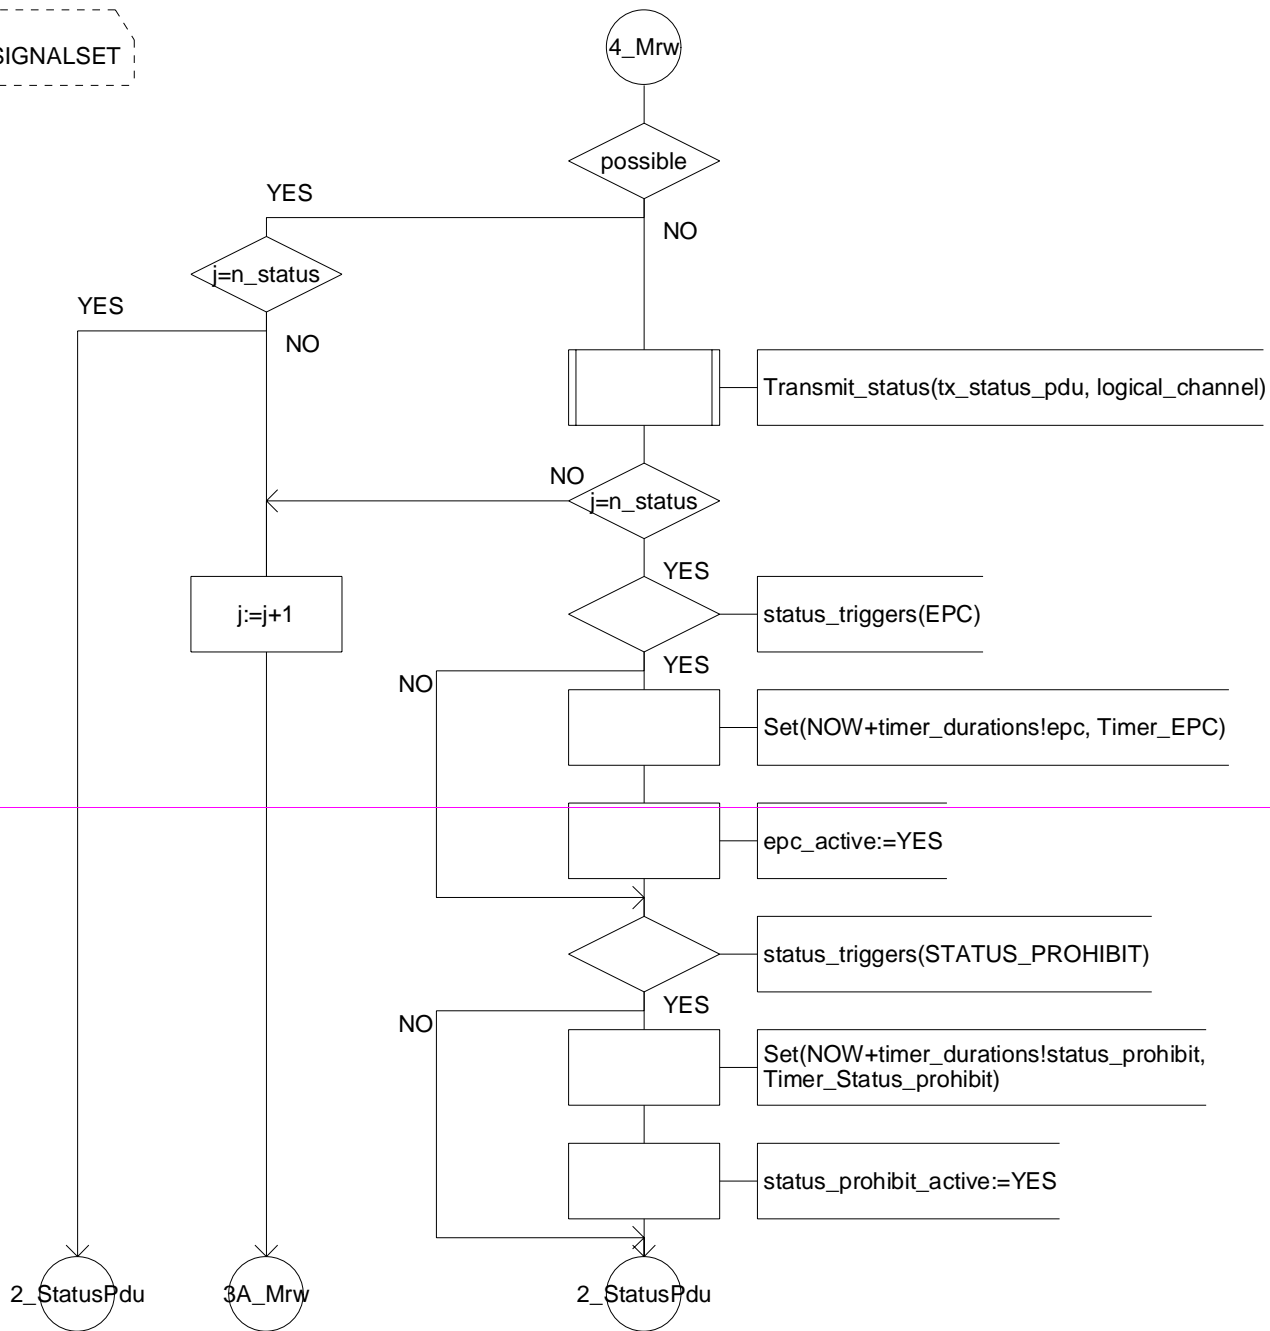 SIGNALSET
4_Mrw
possible
YES
NO
j=n_status
YES
NO
Transmit_status(tx_status_pdu, logical_channel)
NO
j=n_status
YES
j:=j+1
status_triggers(EPC)
YES
NO
Set(NOW+timer_durations!epc, Timer_EPC)
epc_active:=YES
status_triggers(STATUS_PROHIBIT)
YES
NO
Set(NOW+timer_durations!status_prohibit,
Timer_Status_prohibit)
status_prohibit_active:=YES
2_StatusPdu
3A_Mrw
2_StatusPdu